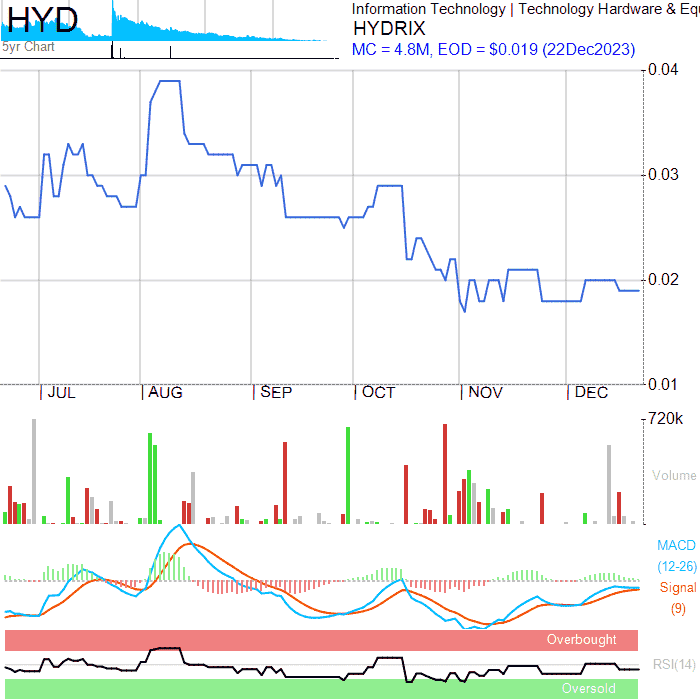 HYD
5yr Chart
Information Technology | Technology Hardware & Equ
HYDRIX
MC = 4.8M, EOD = $0.019 (22Dec2023)
0.04
0.03
0.02
0.01
JUL AUG SEP OCT NOV DEC
720k
Volume
MACD
(12-26)
Signal
(9)
Overbought
RSI(14)
Oversold